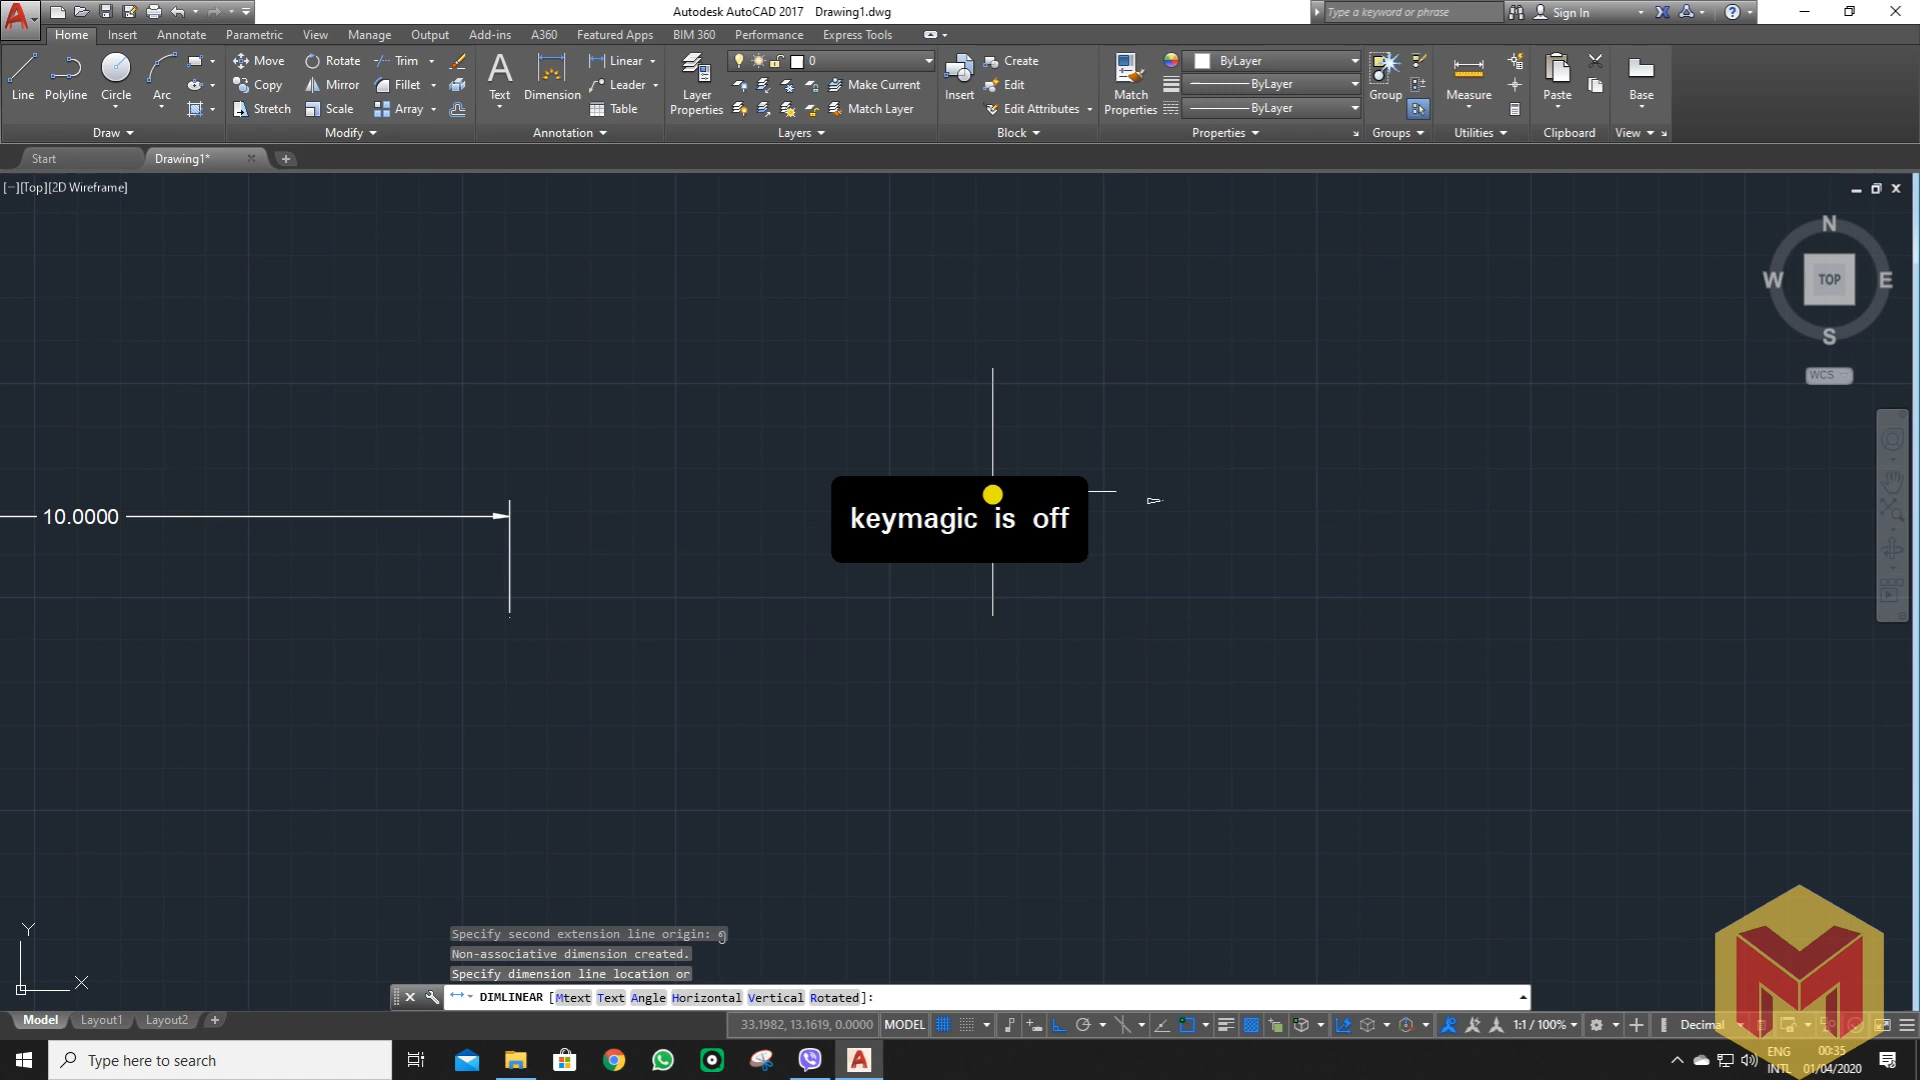 Autodesk AutoCAD 2017 Drawing1.dwg
Type a keyword or phrase
Sign In
Home Insert Annotate Parametric View Manage Output Add-ins A360 Featured Apps BIM 360 Performance Express Tools
Line Polyline Circle Arc
Move Rotate Trim
Copy Mirror Fillet
Stretch Scale Array
Text Dimension
Linear
Leader
Table
Layer Properties
0
Make Current
Match Layer
Insert
Create
Edit
Edit Attributes
Match Properties
ByLayer
ByLayer
ByLayer
Group Measure Paste Base
Draw Modify Annotation Layers Block Properties Groups Utilities Clipboard View
Start Drawing1*
[−][Top][2D Wireframe]
N
W TOP E
S
WCS
10.0000
keymagic is off
Y
X
Specify second extension line origin:
Non-associative dimension created.
Specify dimension line location or
DIMLINEAR [Mtext Text Angle Horizontal Vertical Rotated]:
Model Layout1 Layout2
33.1982, 13.1619, 0.0000 MODEL 1:1 / 100% Decimal
Type here to search
ENG
INTL
00:35
01/04/2020